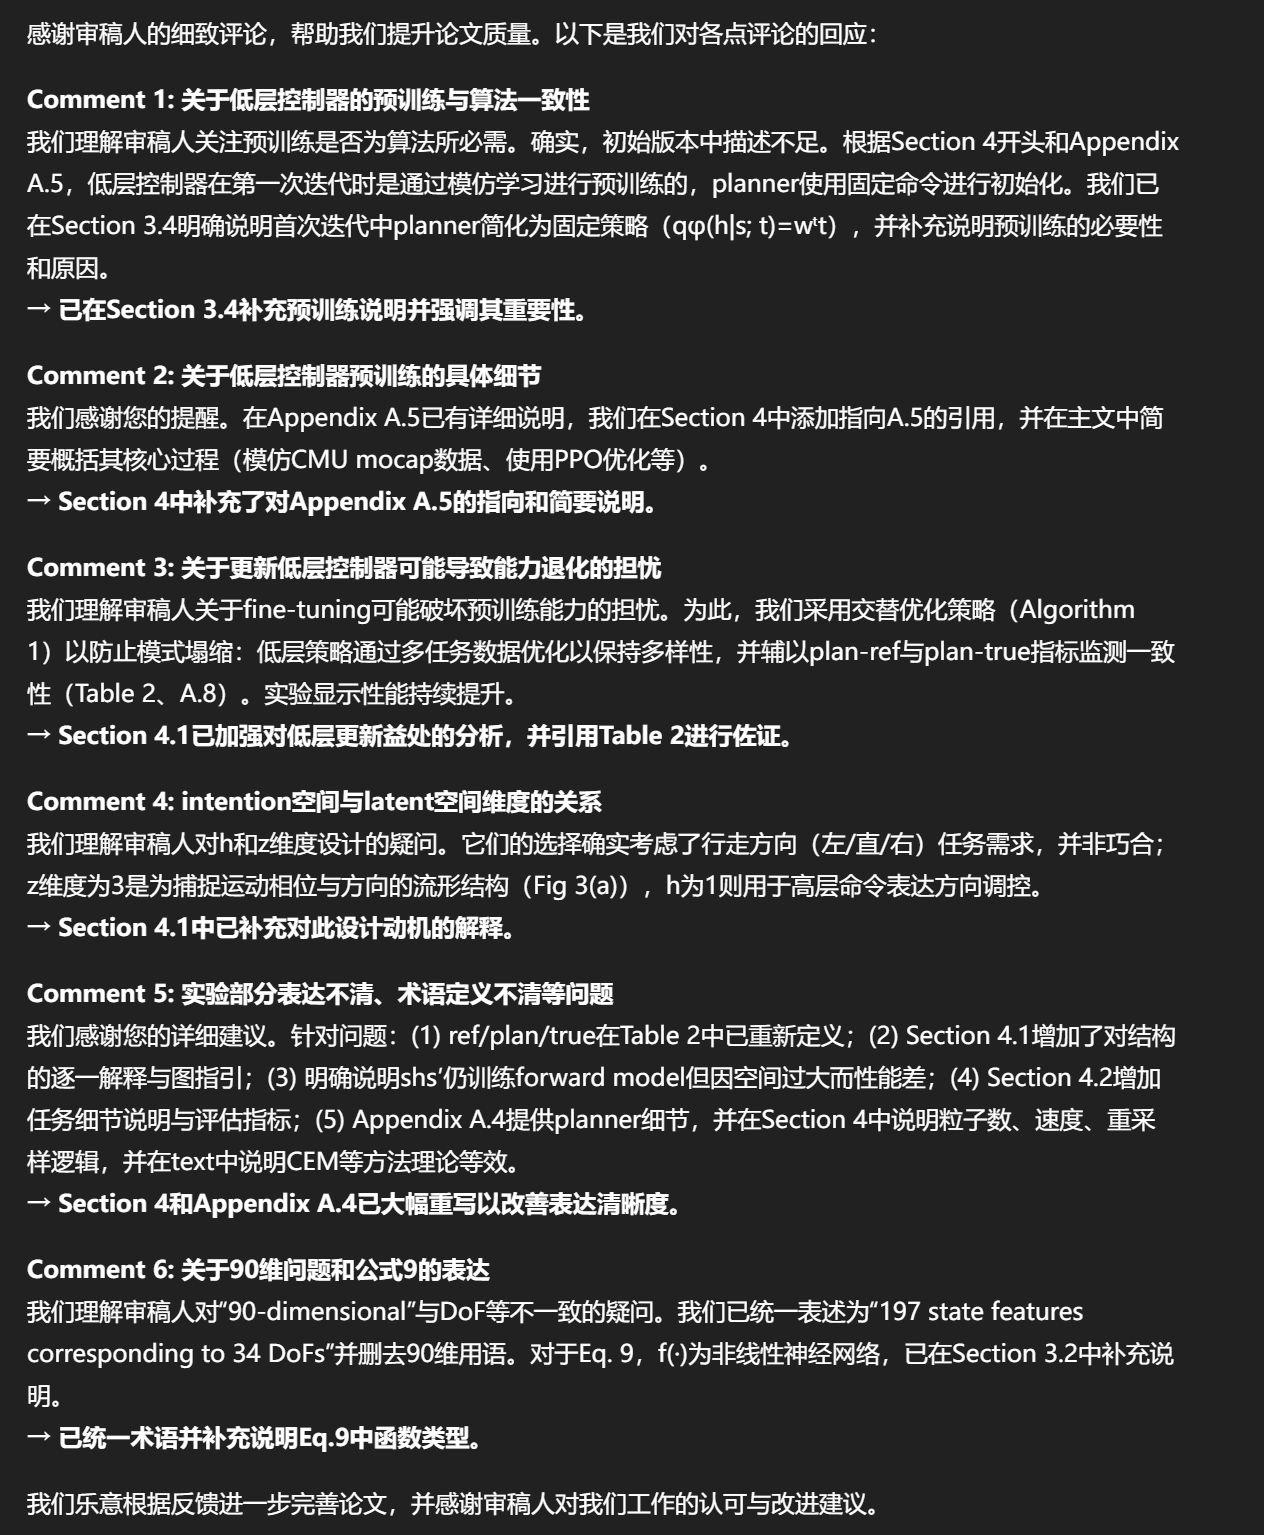 感谢审稿人的细致评论，帮助我们提升论文质量。以下是我们对各点评论的回应：
Comment 1: 关于低层控制器的预训练与算法一致性
我们理解审稿人关注预训练是否为算法所必需。确实，初始版本中描述不足。根据Section 4开头和Appendix
A.5，低层控制器在第一次迭代时是通过模仿学习进行预训练的，planner使用固定命令进行初始化。我们已
在Section 3.4明确说明首次迭代中planner简化为固定策略（qφ(h|s; t)=wᵗt），并补充说明预训练的必要性
和原因。
→ 已在Section 3.4补充预训练说明并强调其重要性。
Comment 2: 关于低层控制器预训练的具体细节
我们感谢您的提醒。在Appendix A.5已有详细说明，我们在Section 4中添加指向A.5的引用，并在主文中简
要概括其核心过程（模仿CMU mocap数据、使用PPO优化等）。
→ Section 4中补充了对Appendix A.5的指向和简要说明。
Comment 3: 关于更新低层控制器可能导致能力退化的担忧
我们理解审稿人关于fine-tuning可能破坏预训练能力的担忧。为此，我们采用交替优化策略（Algorithm
1）以防止模式塌缩：低层策略通过多任务数据优化以保持多样性，并辅以plan-ref与plan-true指标监测一致
性（Table 2、A.8）。实验显示性能持续提升。
→ Section 4.1已加强对低层更新益处的分析，并引用Table 2进行佐证。
Comment 4: intention空间与latent空间维度的关系
我们理解审稿人对h和z维度设计的疑问。它们的选择确实考虑了行走方向（左/直/右）任务需求，并非巧合；
z维度为3是为捕捉运动相位与方向的流形结构（Fig 3(a)），h为1则用于高层命令表达方向调控。
→ Section 4.1中已补充对此设计动机的解释。
Comment 5: 实验部分表达不清、术语定义不清等问题
我们感谢您的详细建议。针对问题：(1) ref/plan/true在Table 2中已重新定义；(2) Section 4.1增加了对结构
的逐一解释与图指引；(3) 明确说明shs’仍训练forward model但因空间过大而性能差；(4) Section 4.2增加
任务细节说明与评估指标；(5) Appendix A.4提供planner细节，并在Section 4中说明粒子数、速度、重采
样逻辑，并在text中说明CEM等方法理论等效。
→ Section 4和Appendix A.4已大幅重写以改善表达清晰度。
Comment 6: 关于90维问题和公式9的表达
我们理解审稿人对“90-dimensional”与DoF等不一致的疑问。我们已统一表述为“197 state features
corresponding to 34 DoFs”并删去90维用语。对于Eq. 9，f(·)为非线性神经网络，已在Section 3.2中补充说
明。
→ 已统一术语并补充说明Eq.9中函数类型。
我们乐意根据反馈进一步完善论文，并感谢审稿人对我们工作的认可与改进建议。